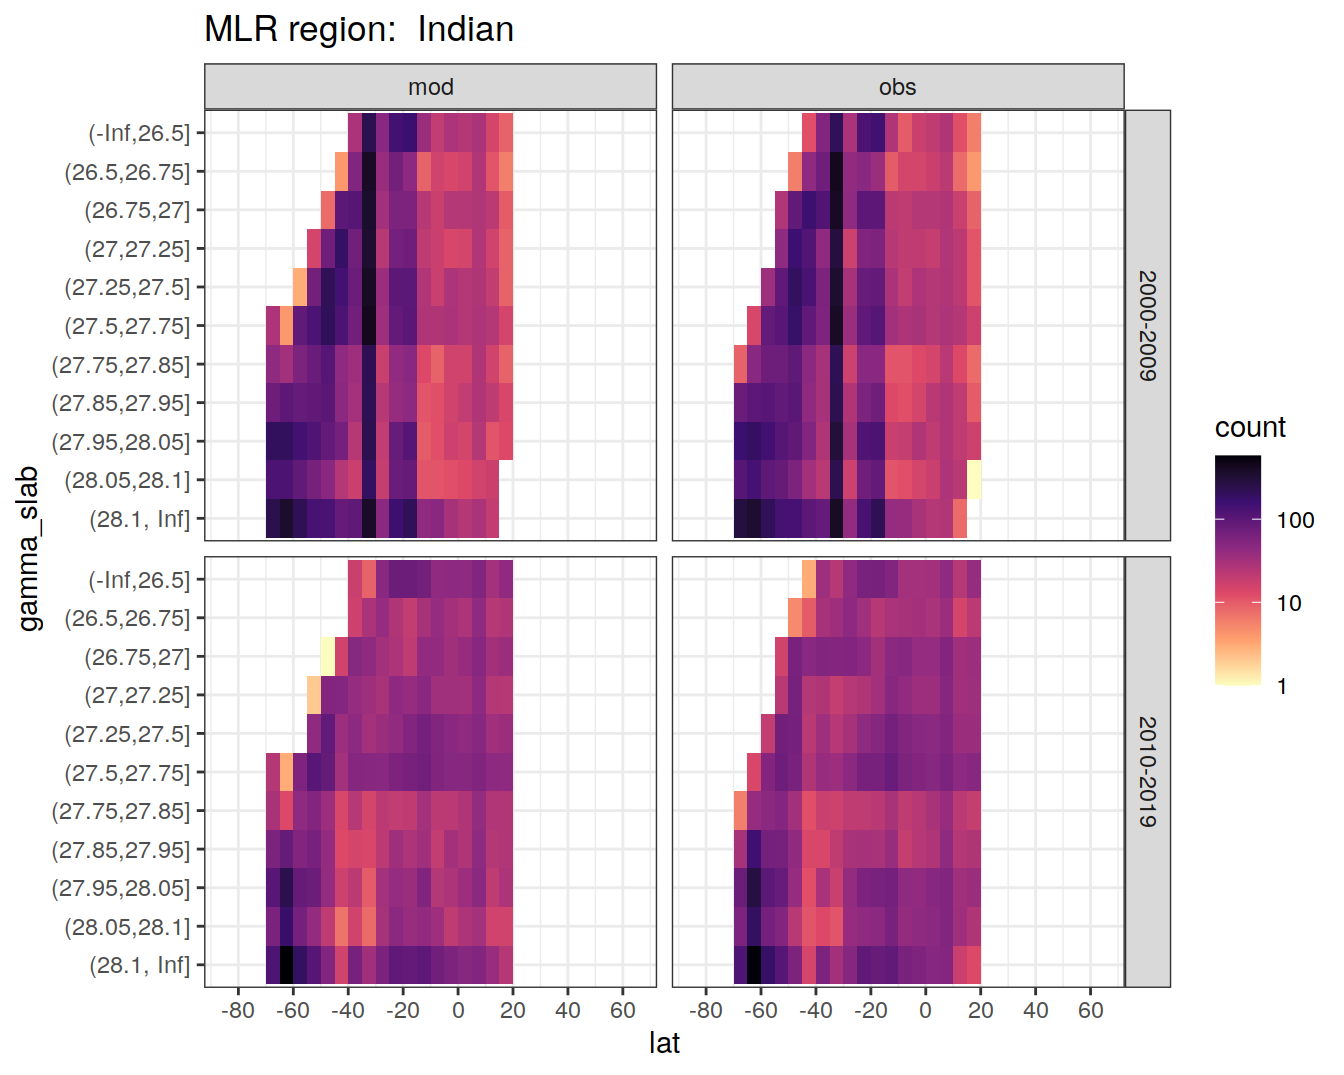 MLR region:  Indian
mod
obs
gamma_slab
(-Inf,26.5]
(26.5,26.75]
(26.75,27]
(27,27.25]
(27.25,27.5]
(27.5,27.75]
(27.75,27.85]
(27.85,27.95]
(27.95,28.05]
(28.05,28.1]
(28.1, Inf]
2000-2009
(-Inf,26.5]
(26.5,26.75]
(26.75,27]
(27,27.25]
(27.25,27.5]
(27.5,27.75]
(27.75,27.85]
(27.85,27.95]
(27.95,28.05]
(28.05,28.1]
(28.1, Inf]
2010-2019
-80 -60 -40 -20 0 20 40 60
-80 -60 -40 -20 0 20 40 60
lat
count
100
10
1